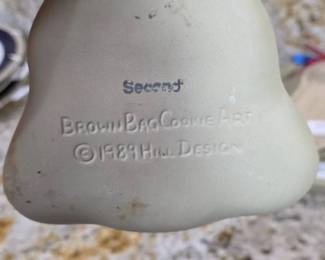 Second
BROWN BAG COOKIE ART
©1989 HILL DESIGN